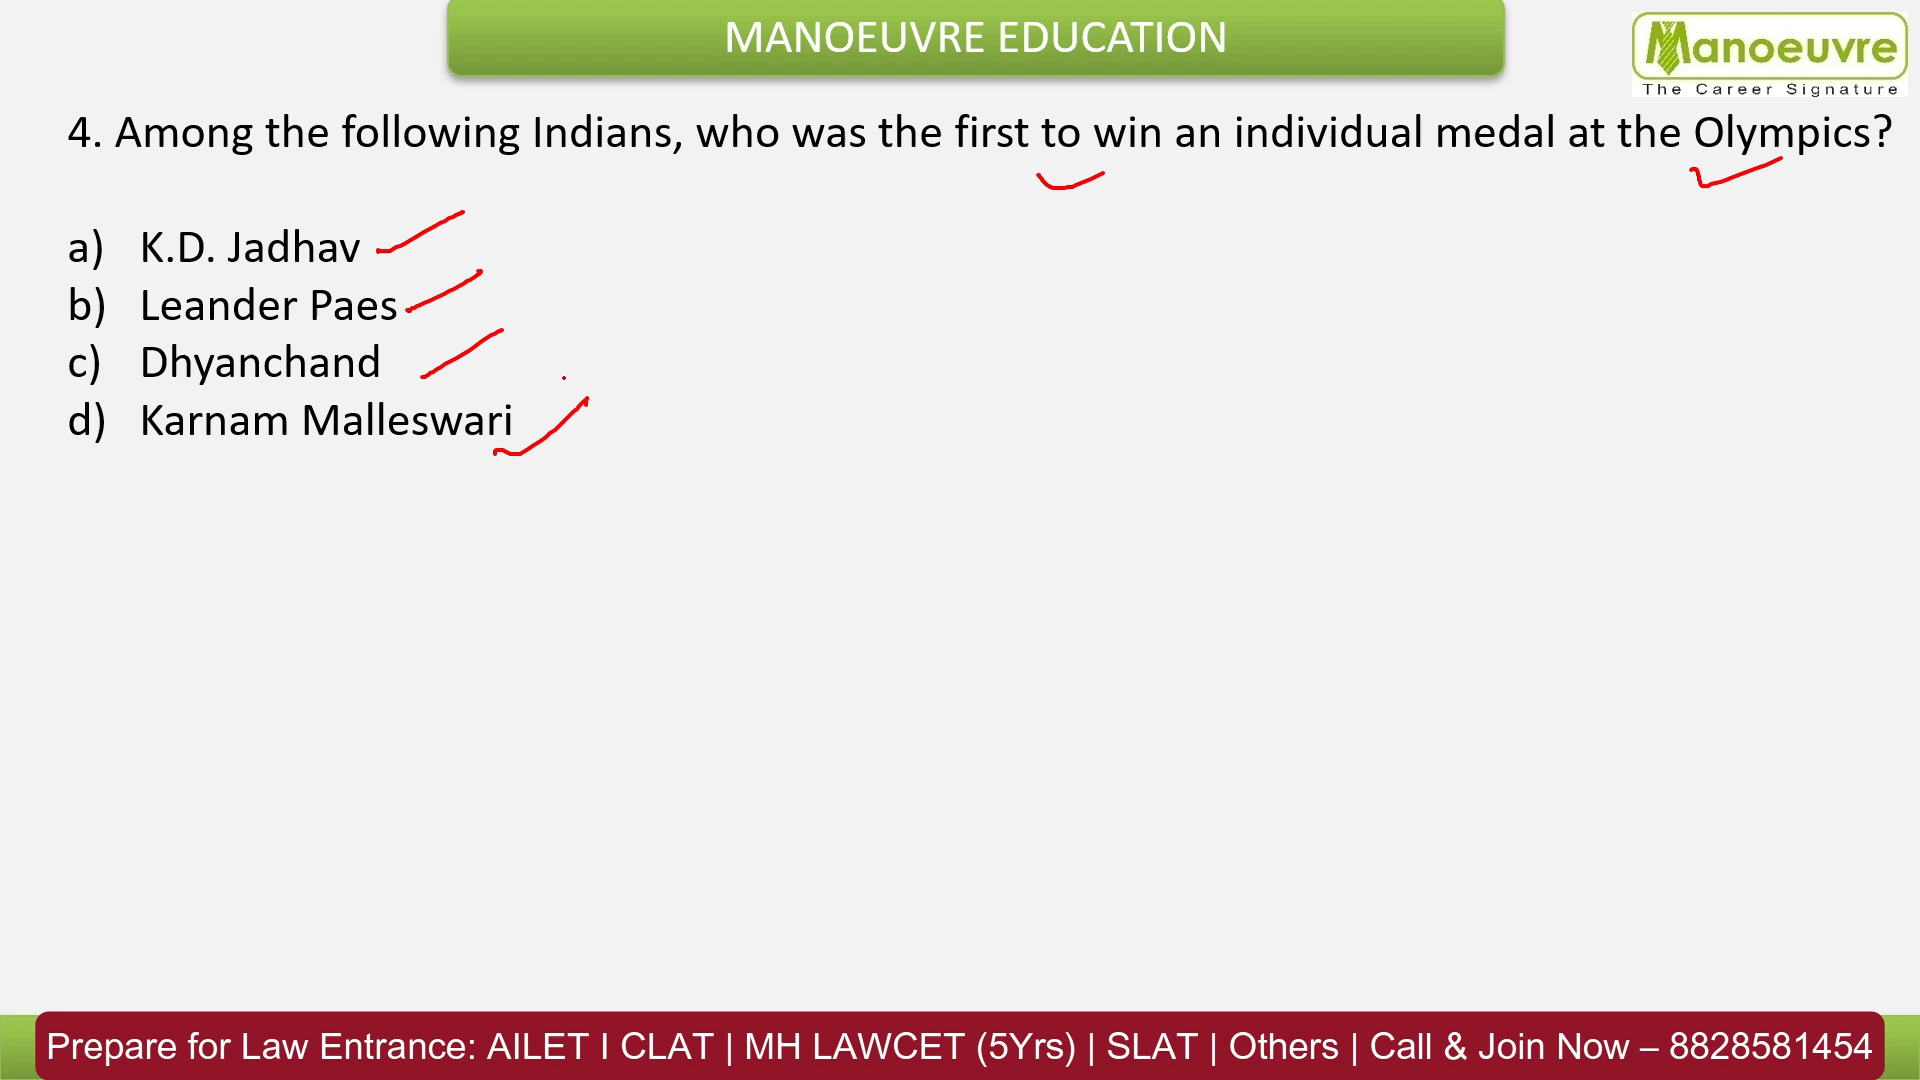 MANOEUVRE EDUCATION
Manoeuvre
The Career Signature
4. Among the following Indians, who was the first to win an individual medal at the Olympics?
a) K.D. Jadhav
b) Leander Paes
c) Dhyanchand
d) Karnam Malleswari
Prepare for Law Entrance: AILET I CLAT | MH LAWCET (5Yrs) | SLAT | Others | Call & Join Now – 8828581454